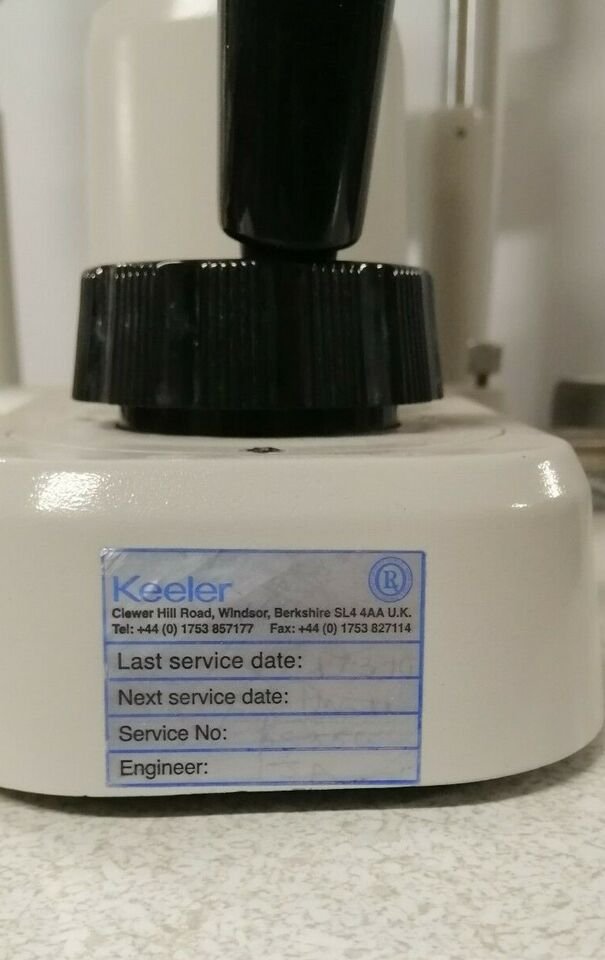 Keeler
R
Clewer Hill Road, Windsor, Berkshire SL4 4AA U.K.
Tel: +44 (0) 1753 857177 Fax: +44 (0) 1753 827114
Last service date:
Next service date:
Service No:
Engineer: